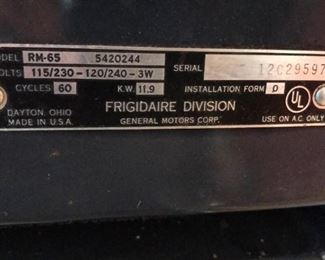 MODEL RM-65 5420244
VOLTS 115/230-120/240-3W SERIAL 12C29597
CYCLES 60 K.W. 11.9 INSTALLATION FORM O UL
DAYTON, OHIO FRIGIDAIRE DIVISION
MADE IN U.S.A. GENERAL MOTORS CORP. USE ON A.C. ONLY